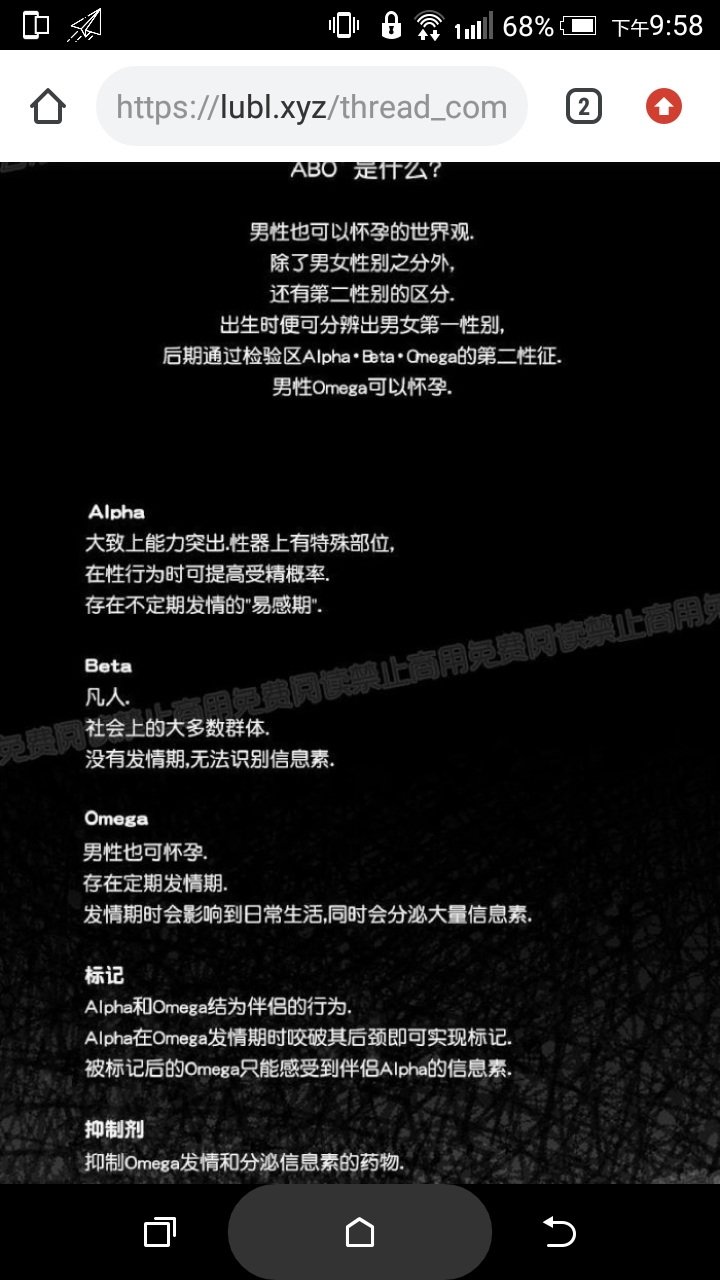 68%
下午9:58
https://lubl.xyz/thread_com
2
ABO 是什么?
男性也可以怀孕的世界观.
除了男女性别之分外,
还有第二性别的区分.
出生时便可分辨出男女第一性别,
后期通过检验区Alpha·Beta·Omega的第二性征.
男性Omega可以怀孕.
Alpha
大致上能力突出.性器上有特殊部位,
在性行为时可提高受精概率.
存在不定期发情的"易感期".
Beta
凡人.
社会上的大多数群体.
没有发情期,无法识别信息素.
免费阅读禁止商用免费阅读禁止商用免费阅读禁止商用免
Omega
男性也可怀孕.
存在定期发情期.
发情期时会影响到日常生活,同时会分泌大量信息素.
标记
Alpha和Omega结为伴侣的行为.
Alpha在Omega发情期时咬破其后颈即可实现标记.
被标记后的Omega只能感受到伴侣Alpha的信息素.
抑制剂
抑制Omega发情和分泌信息素的药物.